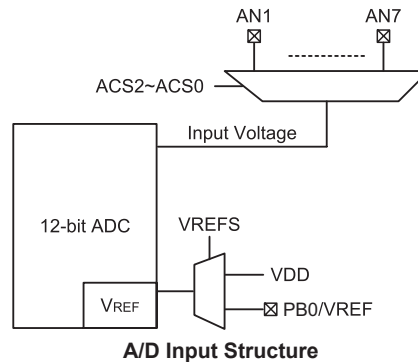 AN1 AN7
ACS2~ACS0
Input Voltage
12-bit ADC
VREFS
VREF
VDD
PB0/VREF
A/D Input Structure